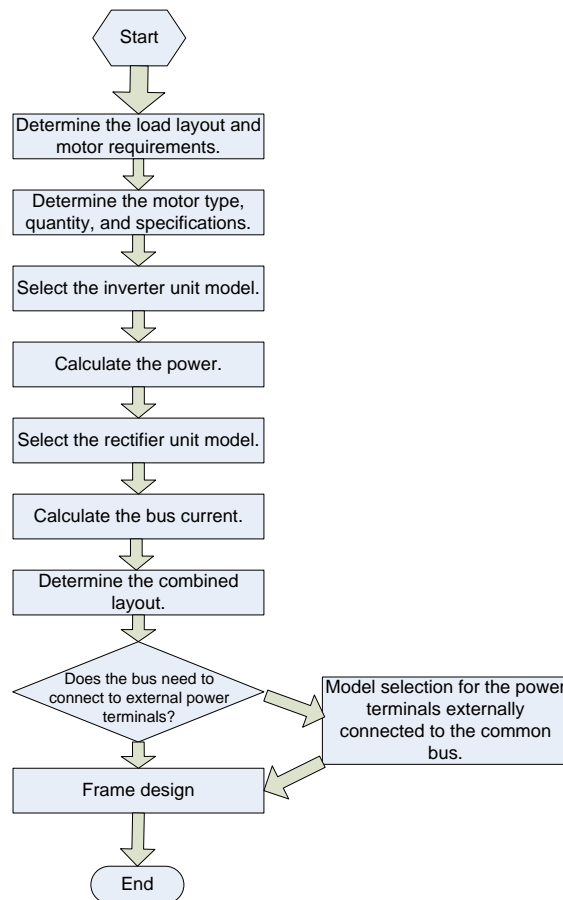 Start
Determine the load layout and
motor requirements.
Determine the motor type,
quantity, and specifications.
Select the inverter unit model.
Calculate the power.
Select the rectifier unit model.
Calculate the bus current.
Determine the combined
layout.
Does the bus need to
connect to external power
terminals?
Model selection for the power
terminals externally
connected to the common
bus.
Frame design
End